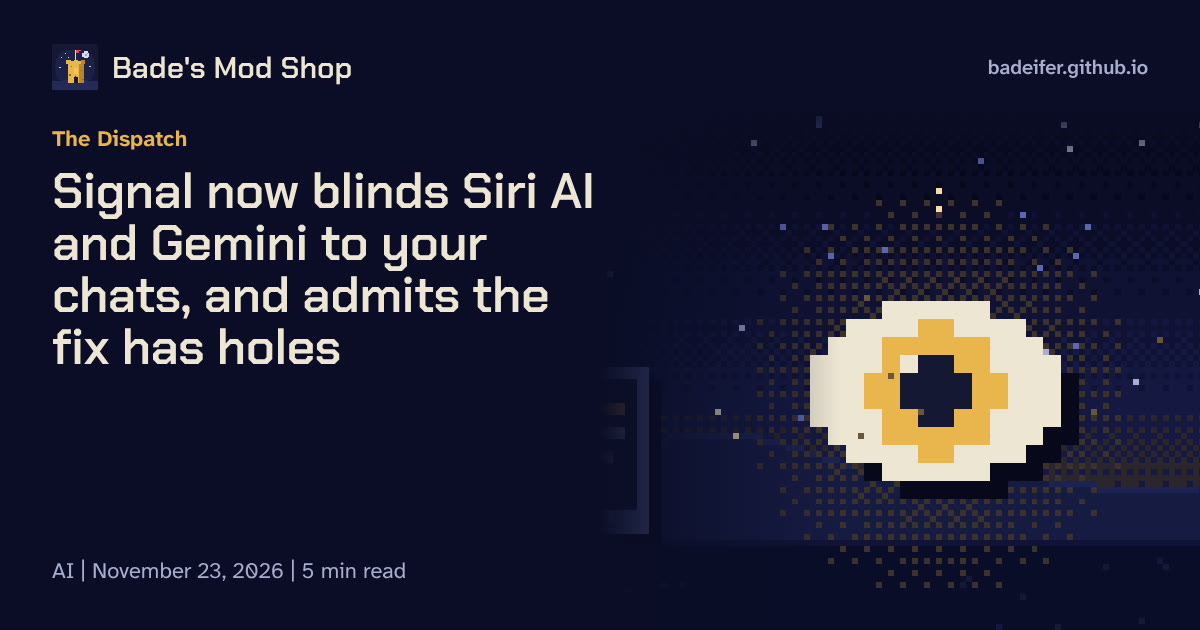 Bade's Mod Shop
badeifer.github.io
The Dispatch
Signal now blinds Siri AI
and Gemini to your
chats, and admits the
fix has holes
AI | November 23, 2026 | 5 min read